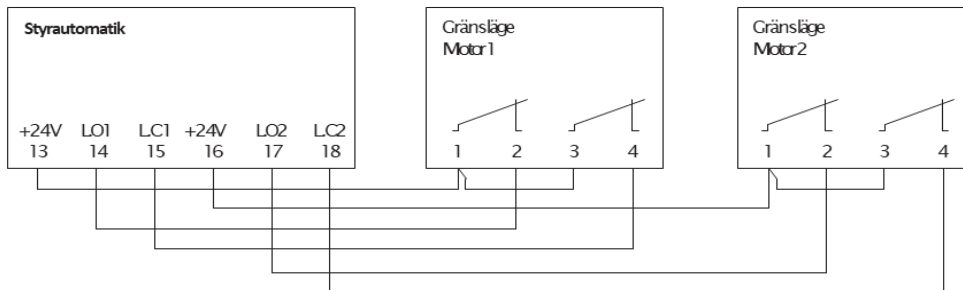 Styrautomatik
+24V LO1 LC1 +24V LO2 LC2
13 14 15 16 17 18
Gränsläge
Motor1
1 2 3 4
Gränsläge
Motor2
1 2 3 4